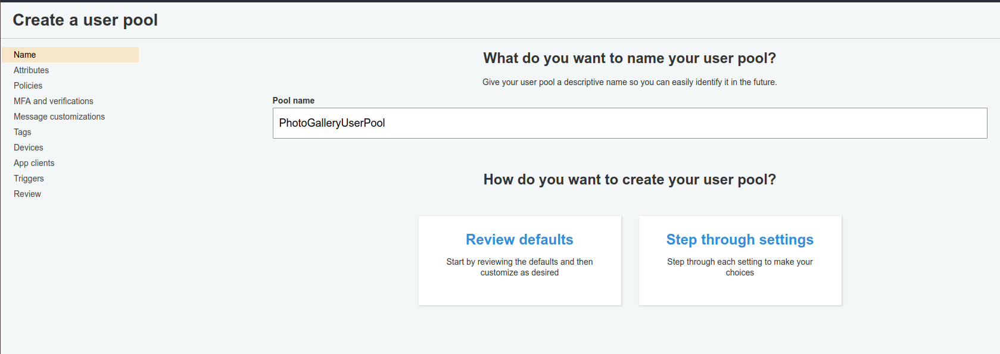 Create a user pool
Name
Attributes
Policies
MFA and verifications
Message customizations
Tags
Devices
App clients
Triggers
Review
What do you want to name your user pool?
Give your user pool a descriptive name so you can easily identify it in the future.
Pool name
PhotoGalleryUserPool
How do you want to create your user pool?
Review defaults
Start by reviewing the defaults and then
customize as desired
Step through settings
Step through each setting to make your
choices